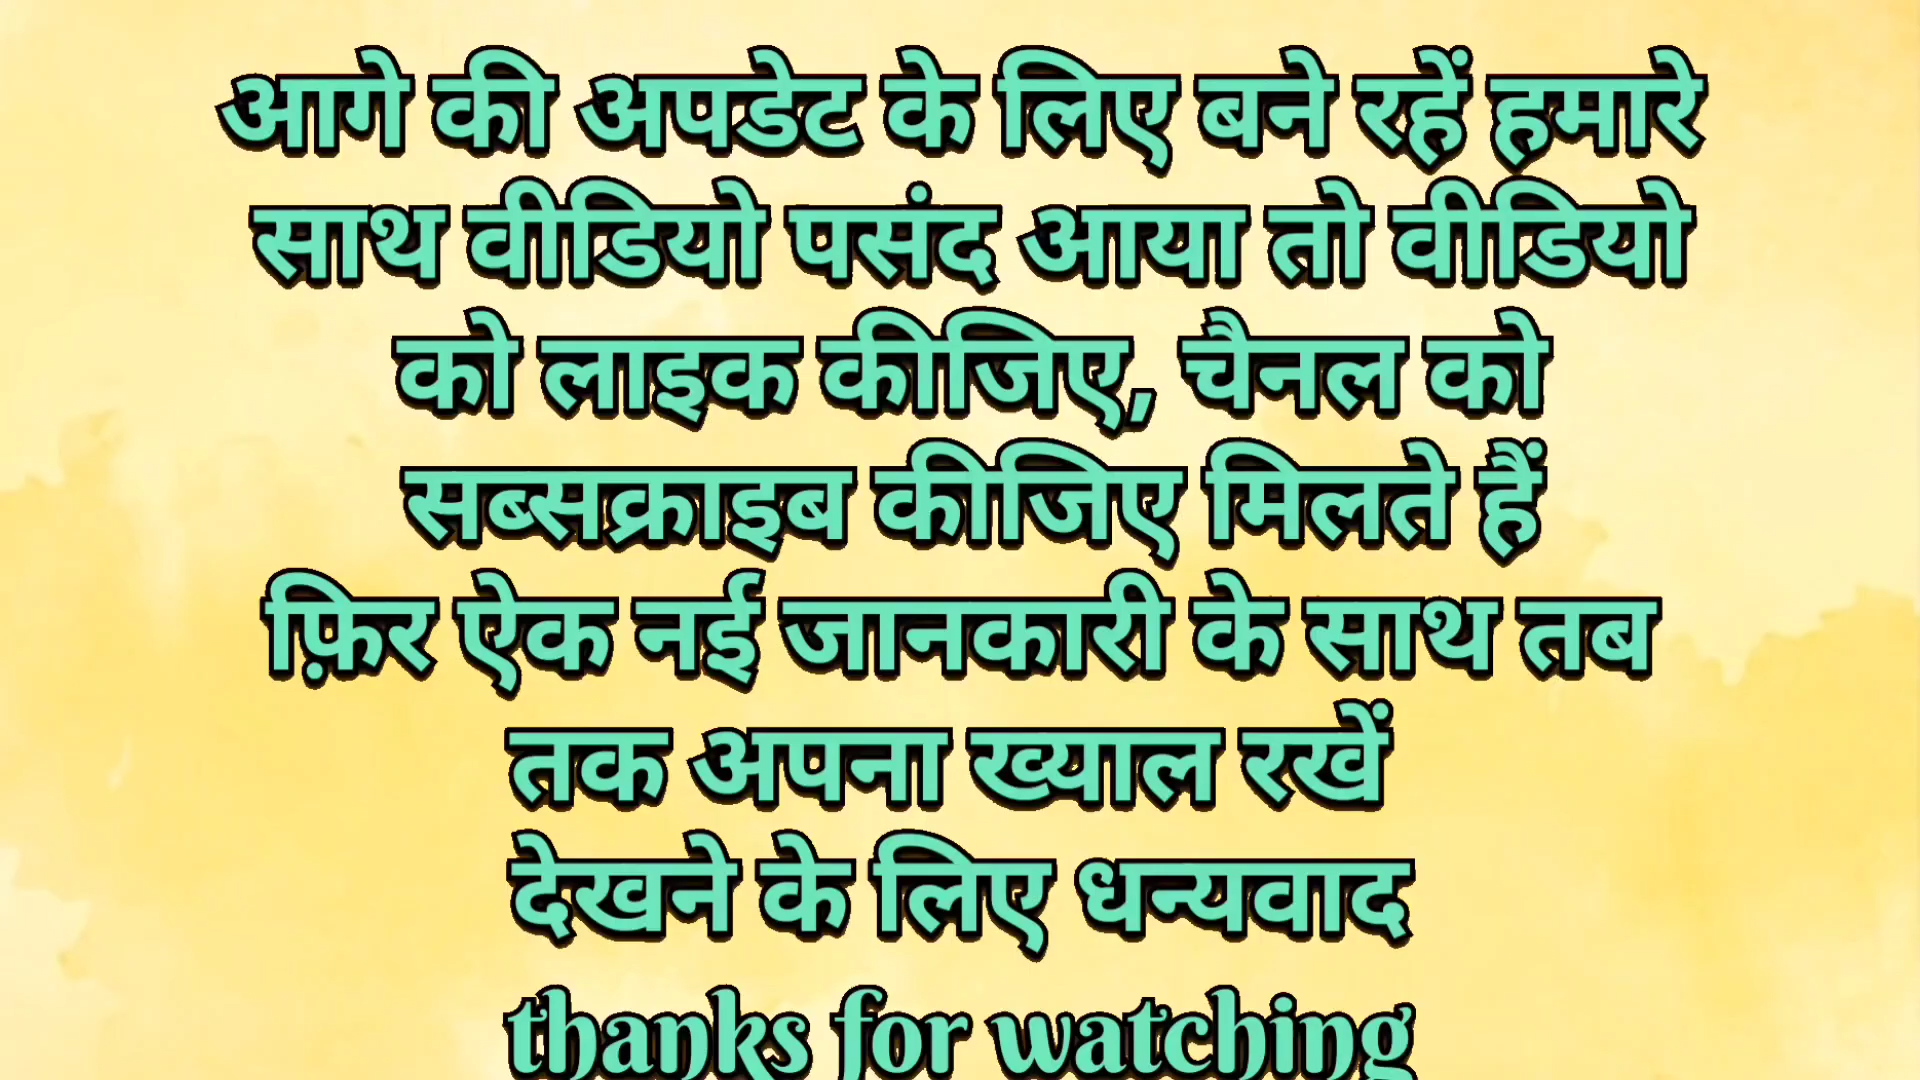 आगे की अपडेट के लिए बने रहें हमारे
साथ वीडियो पसंद आया तो वीडियो
को लाइक कीजिए, चैनल को
सब्सक्राइब कीजिए मिलते हैं
फ़िर ऐक नई जानकारी के साथ तब
तक अपना ख्याल रखें
देखने के लिए धन्यवाद
thanks for watching